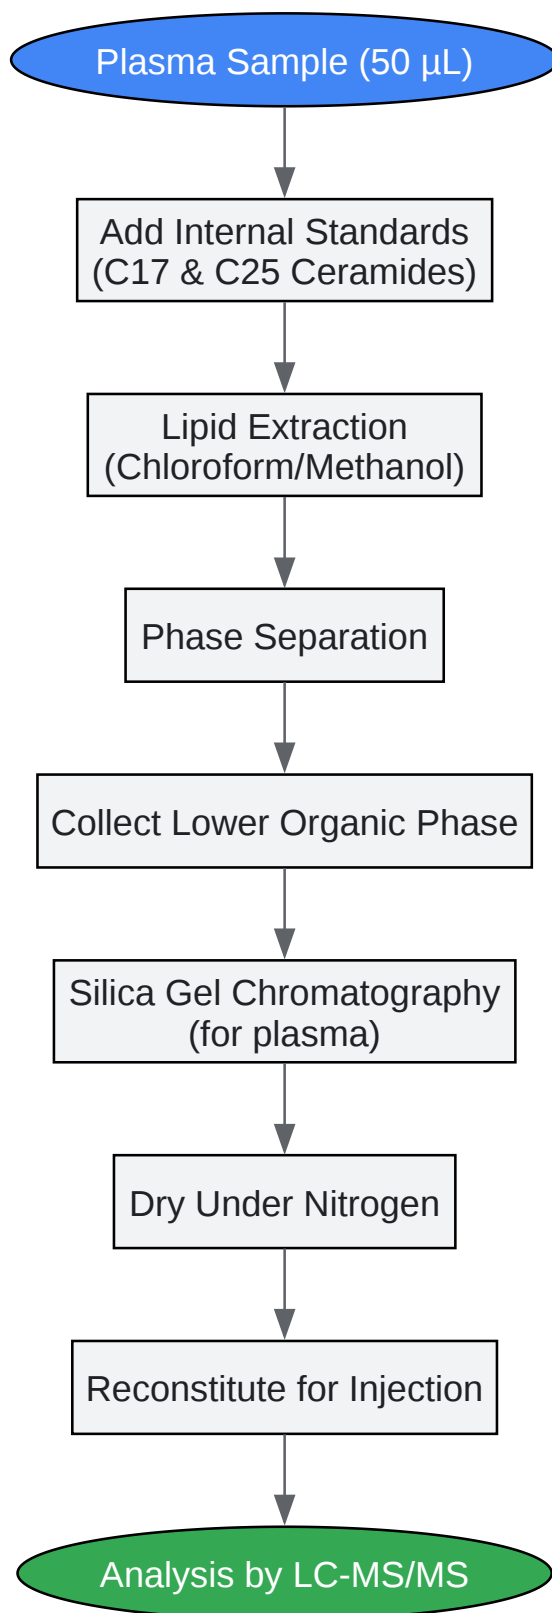 Plasma Sample (50 µL)
Add Internal Standards
(C17 & C25 Ceramides)
Lipid Extraction
(Chloroform/Methanol)
Phase Separation
Collect Lower Organic Phase
Silica Gel Chromatography
(for plasma)
Dry Under Nitrogen
Reconstitute for Injection
Analysis by LC-MS/MS